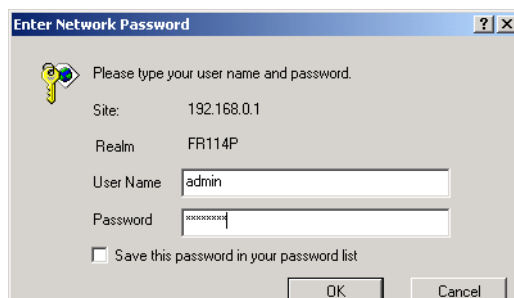 Enter Network Password
Please type your user name and password.
Site: 192.168.0.1
Realm FR114P
User Name admin
Password ********
Save this password in your password list
OK Cancel